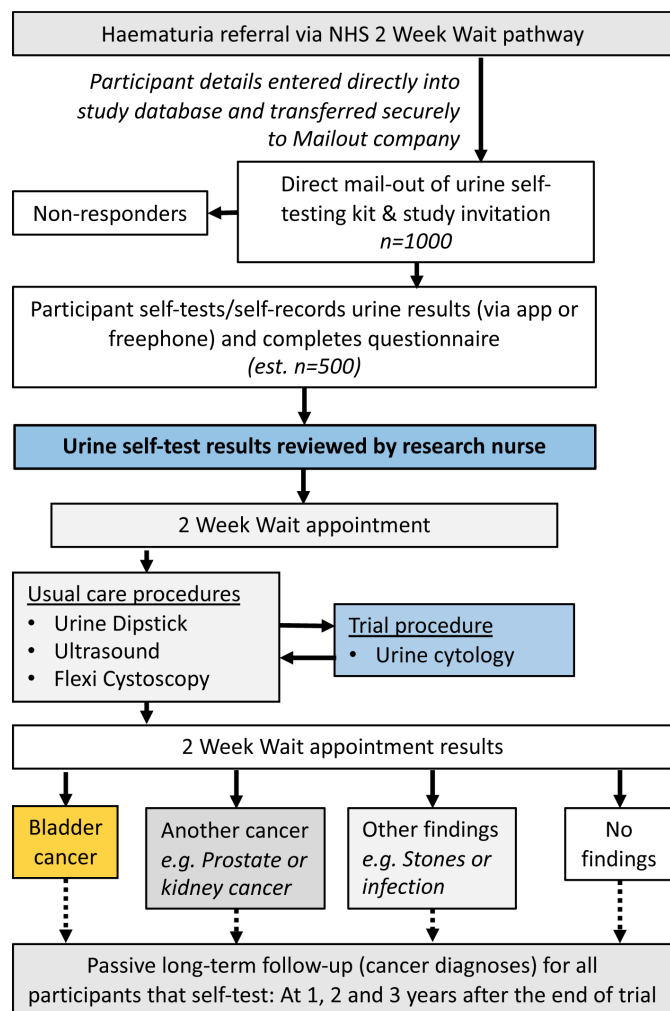 Haematuria referral via NHS 2 Week Wait pathway
Participant details entered directly into
study database and transferred securely
to Mailout company
Direct mail-out of urine self-
testing kit & study invitation
n=1000
Non-responders
Participant self-tests/self-records urine results (via app or
freephone) and completes questionnaire
(est. n=500)
Urine self-test results reviewed by research nurse
2 Week Wait appointment
Usual care procedures
• Urine Dipstick
• Ultrasound
• Flexi Cystoscopy
Trial procedure
• Urine cytology
2 Week Wait appointment results
Bladder
cancer
Another cancer
e.g. Prostate or
kidney cancer
Other findings
e.g. Stones or
infection
No
findings
Passive long-term follow-up (cancer diagnoses) for all
participants that self-test: At 1, 2 and 3 years after the end of trial